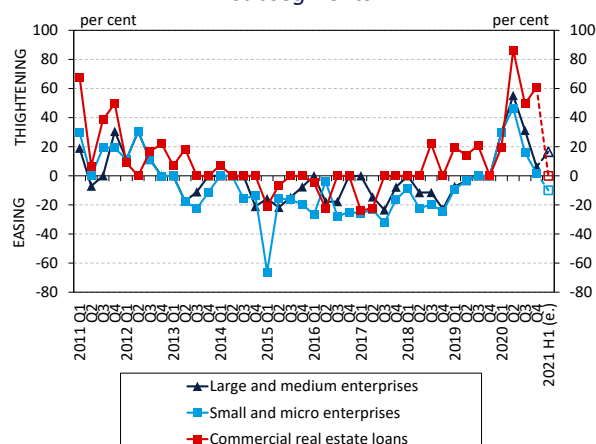 per cent per cent
THIGHTENING
EASING
100 100
80 80
60 60
40 40
20 20
0 0
-20 -20
-40 -40
-60 -60
-80 -80
2011 Q1
Q2
Q3
Q4
2012 Q1
Q2
Q3
Q4
2013 Q1
Q2
Q3
Q4
2014 Q1
Q2
Q3
Q4
2015 Q1
Q2
Q3
Q4
2016 Q1
Q2
Q3
Q4
2017 Q1
Q2
Q3
Q4
2018 Q1
Q2
Q3
Q4
2019 Q1
Q2
Q3
Q4
2020 Q1
Q2
Q3
Q4
2021 H1 (e.)
Large and medium enterprises
Small and micro enterprises
Commercial real estate loans